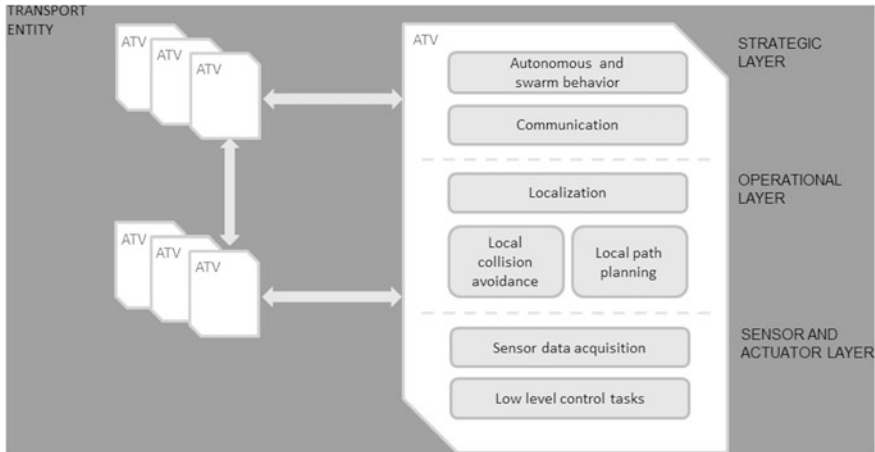 TRANSPORT
ENTITY
ATV
ATV
ATV
ATV
ATV
ATV
ATV
Autonomous and
swarm behavior
Communication
STRATEGIC
LAYER
Localization
Local
collision
avoidance
Local path
planning
OPERATIONAL
LAYER
Sensor data acquisition
Low level control tasks
SENSOR AND
ACTUATOR LAYER